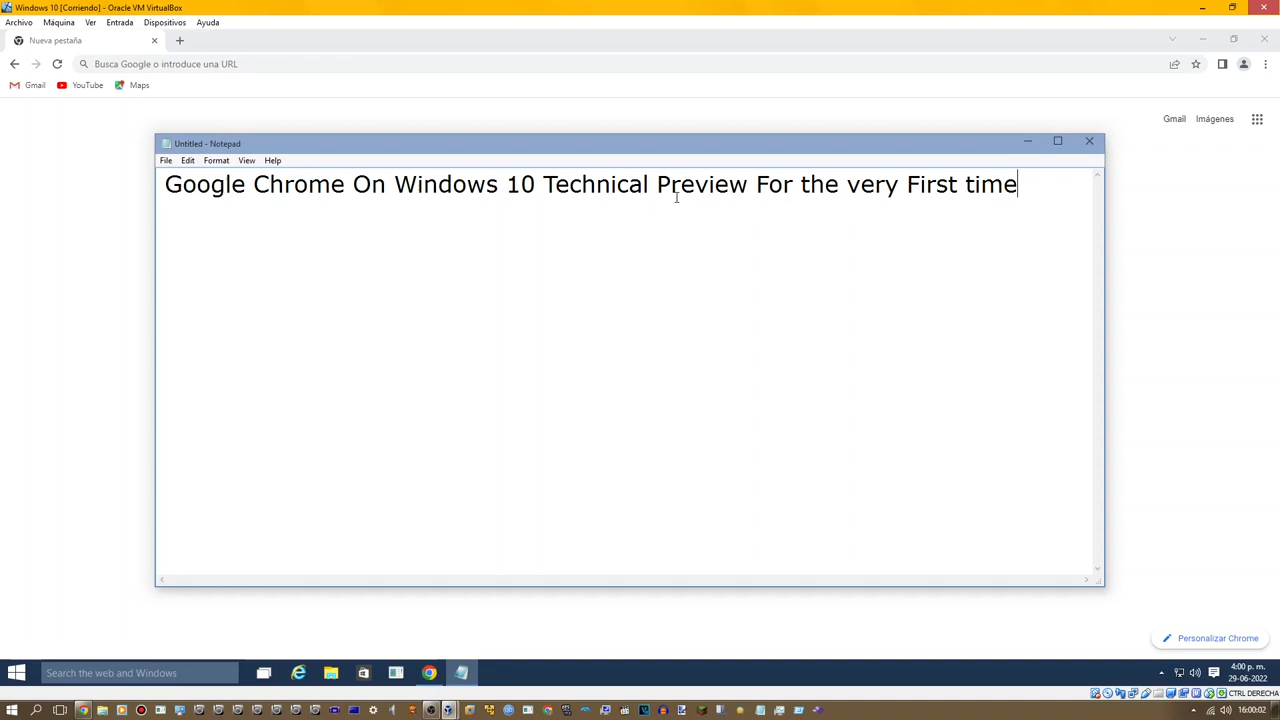 Windows 10 [Corriendo] - Oracle VM VirtualBox
Archivo Máquina Ver Entrada Dispositivos Ayuda
Nueva pestaña
Busca Google o introduce una URL
Gmail YouTube Maps
Gmail Imágenes
Untitled - Notepad
File Edit Format View Help
Google Chrome On Windows 10 Technical Preview For the very First time
Personalizar Chrome
Search the web and Windows
4:00 p. m.
29-06-2022
CTRL DERECHA
16:00:02